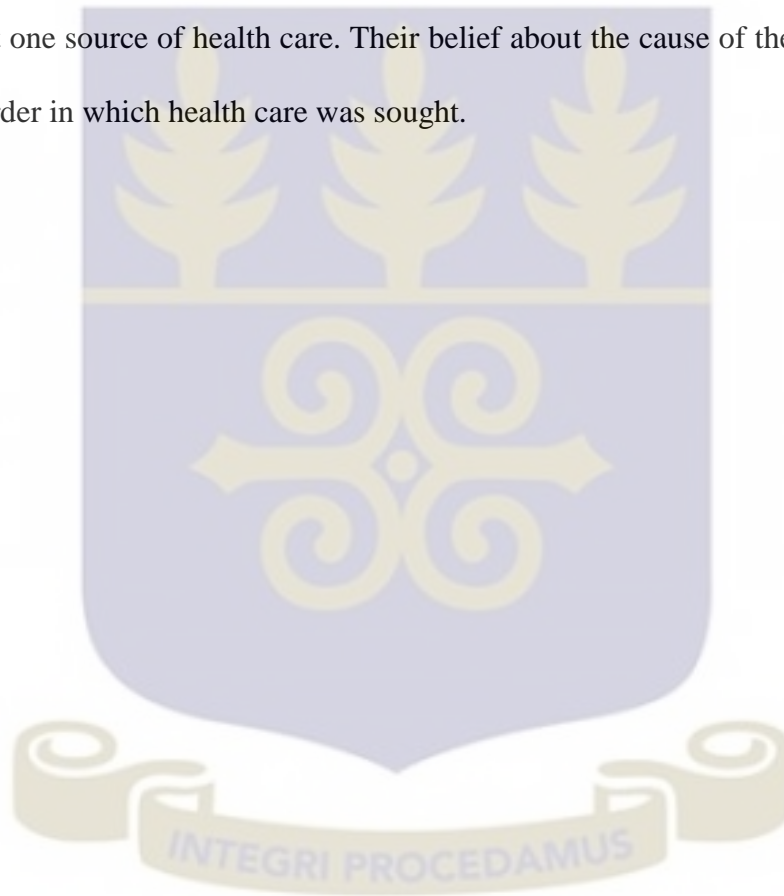 one source of health care. Their belief about the cause of the
der in which health care was sought.
INTEGRI PROCEDAMUS